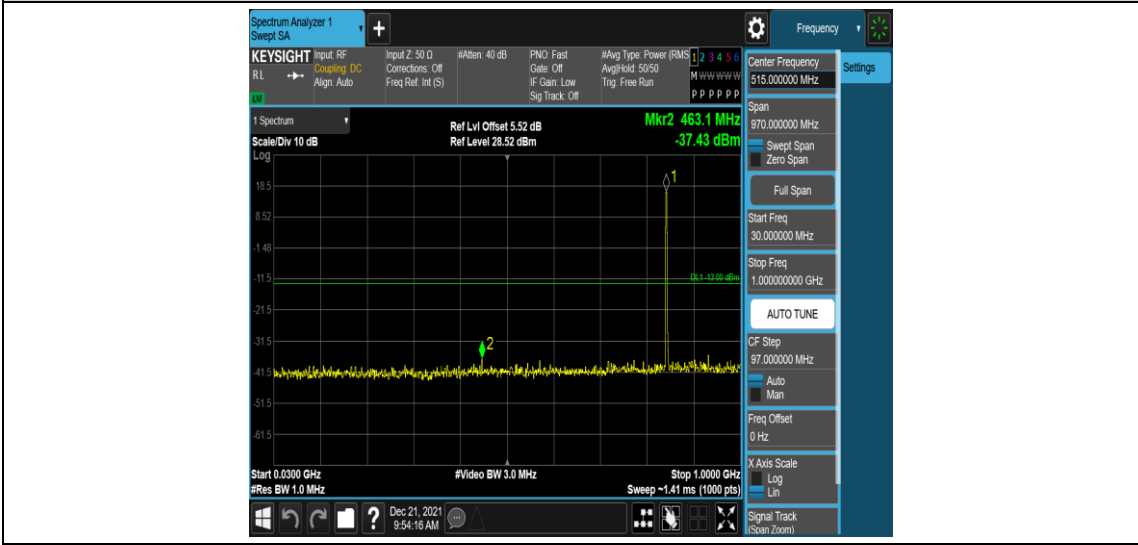 Spectrum Analyzer 1
Swept SA
+
Frequency
KEYSIGHT Input: RF Input Z: 50 Ω #Atten: 40 dB PNO: Fast #Avg Type: Power (RMS 1 2 3 4 5 6
RL Coupling: DC Corrections: Off Gate: Off Avg|Hold: 50/50 M W W W W W
Align: Auto Freq Ref: Int (S) IF Gain: Low Trig: Free Run
Sig Track: Off P P P P P P
LXI
1 Spectrum
Scale/Div 10 dB
Log
Ref Lvl Offset 5.52 dB
Ref Level 28.52 dBm
Mkr2 463.1 MHz
-37.43 dBm
1
18.5
8.52
-1.48
-11.5
DL1 -13.00 dBm
-21.5
-31.5
2
-41.5
-51.5
-61.5
Start 0.0300 GHz #Video BW 3.0 MHz Stop 1.0000 GHz
#Res BW 1.0 MHz Sweep ~1.41 ms (1000 pts)
?
Dec 21, 2021
9:54:16 AM
Center Frequency
515.000000 MHz
Settings
Span
970.000000 MHz
Swept Span
Zero Span
Full Span
Start Freq
30.000000 MHz
Stop Freq
1.000000000 GHz
AUTO TUNE
CF Step
97.000000 MHz
Auto
Man
Freq Offset
0 Hz
X Axis Scale
Log
Lin
Signal Track
(Span Zoom)